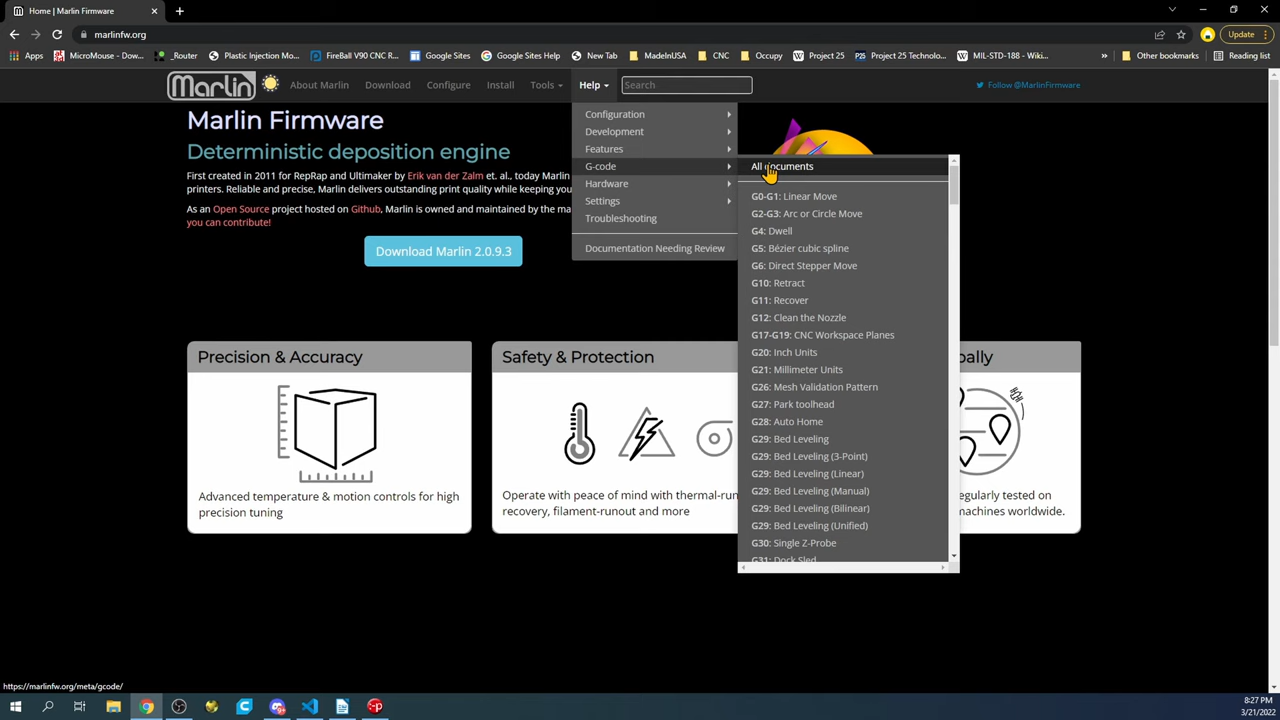 Home | Marlin Firmware
marlinfw.org
Update
Apps
MicroMouse - Dow...
_Router
Plastic Injection Mo...
FireBall V90 CNC R...
Google Sites
Google Sites Help
New Tab
MadeInUSA
CNC
Occupy
Project 25
Project 25 Technolo...
MIL-STD-188 - Wiki...
»
Other bookmarks
Reading list
Marlin
About Marlin
Download
Configure
Install
Tools
Help
Search
Follow @MarlinFirmware
Marlin Firmware
Deterministic deposition engine
First created in 2011 for RepRap and Ultimaker by Erik van der Zalm et. al., today Marlin
printers. Reliable and precise, Marlin delivers outstanding print quality while keeping you
As an Open Source project hosted on Github, Marlin is owned and maintained by the ma
you can contribute!
Download Marlin 2.0.9.3
Configuration
Development
Features
G-code
Hardware
Settings
Troubleshooting
Documentation Needing Review
All documents
G0-G1: Linear Move
G2-G3: Arc or Circle Move
G4: Dwell
G5: Bézier cubic spline
G6: Direct Stepper Move
G10: Retract
G11: Recover
G12: Clean the Nozzle
G17-G19: CNC Workspace Planes
G20: Inch Units
G21: Millimeter Units
G26: Mesh Validation Pattern
G27: Park toolhead
G28: Auto Home
G29: Bed Leveling
G29: Bed Leveling (3-Point)
G29: Bed Leveling (Linear)
G29: Bed Leveling (Manual)
G29: Bed Leveling (Bilinear)
G29: Bed Leveling (Unified)
G30: Single Z-Probe
G31: Dock Sled
Precision & Accuracy
Advanced temperature & motion controls for high
precision tuning
Safety & Protection
Operate with peace of mind with thermal-run
recovery, filament-runout and more
bally
egularly tested on
machines worldwide.
https://marlinfw.org/meta/gcode/
8:27 PM
3/21/2022